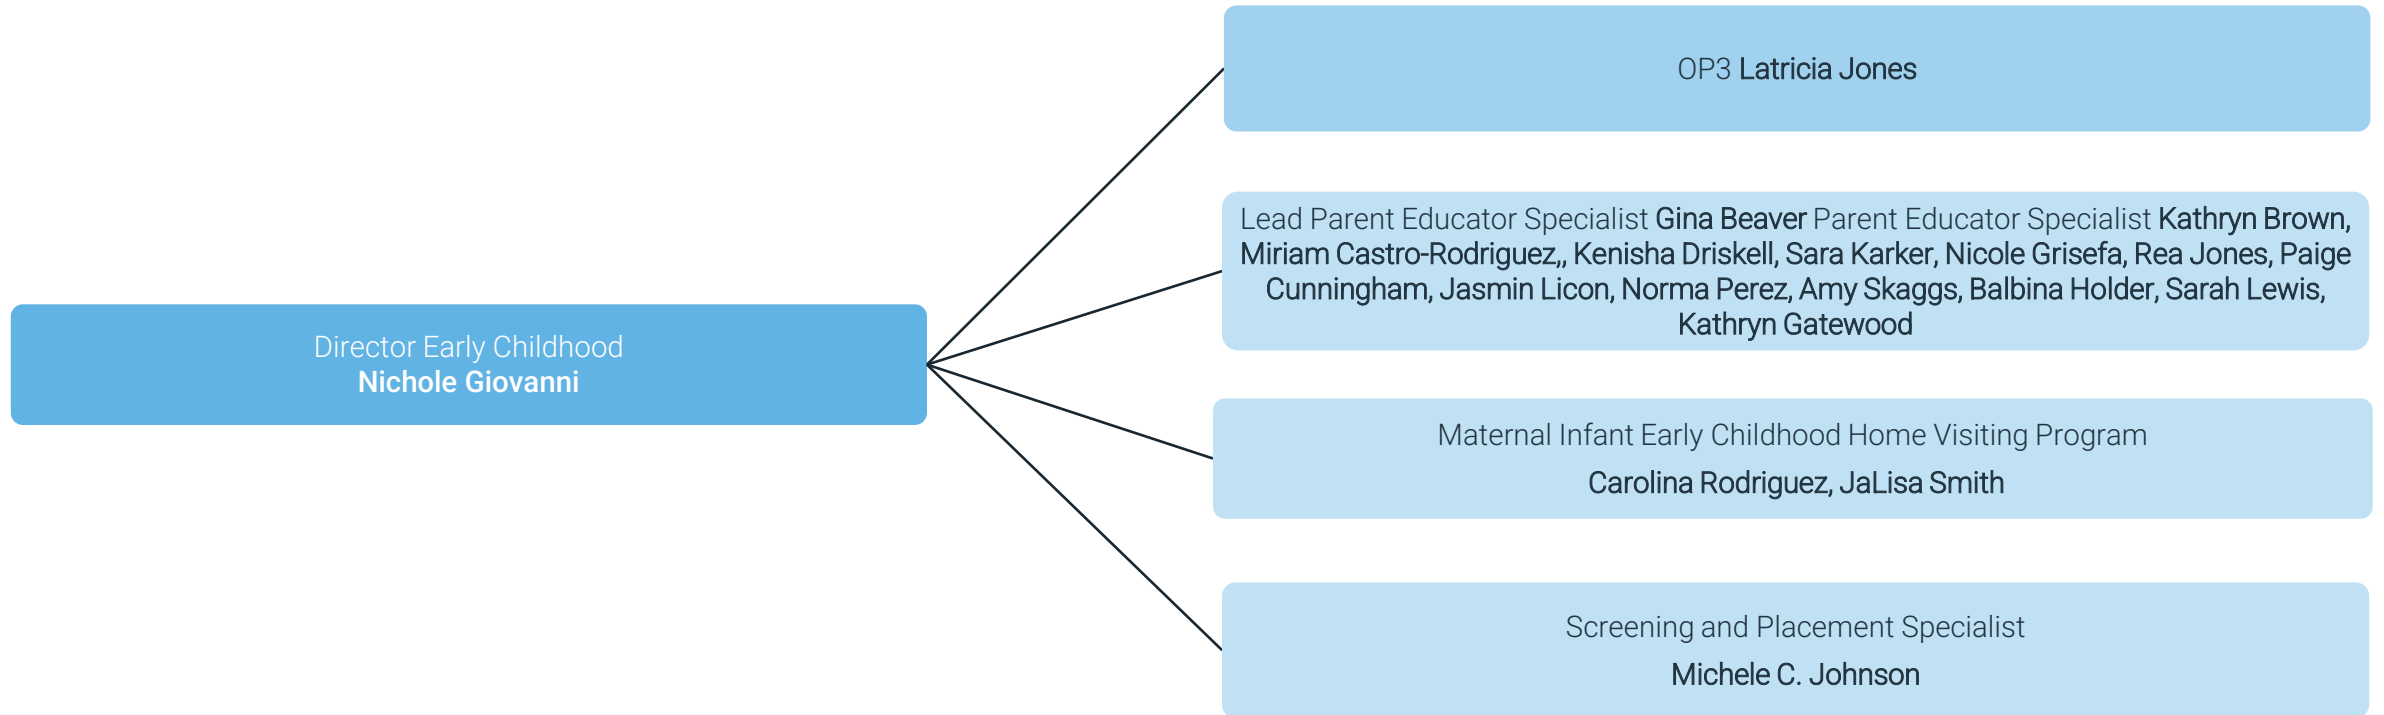 OP3 Latricia Jones
Lead Parent Educator Specialist Gina Beaver Parent Educator Specialist Kathryn Brown,
Miriam Castro-Rodriguez,, Kenisha Driskell, Sara Karker, Nicole Grisefa, Rea Jones, Paige
Cunningham, Jasmin Licon, Norma Perez, Amy Skaggs, Balbina Holder, Sarah Lewis,
Kathryn Gatewood
Director Early Childhood
Nichole Giovanni
Maternal Infant Early Childhood Home Visiting Program
Carolina Rodriguez, JaLisa Smith
Screening and Placement Specialist
Michele C. Johnson